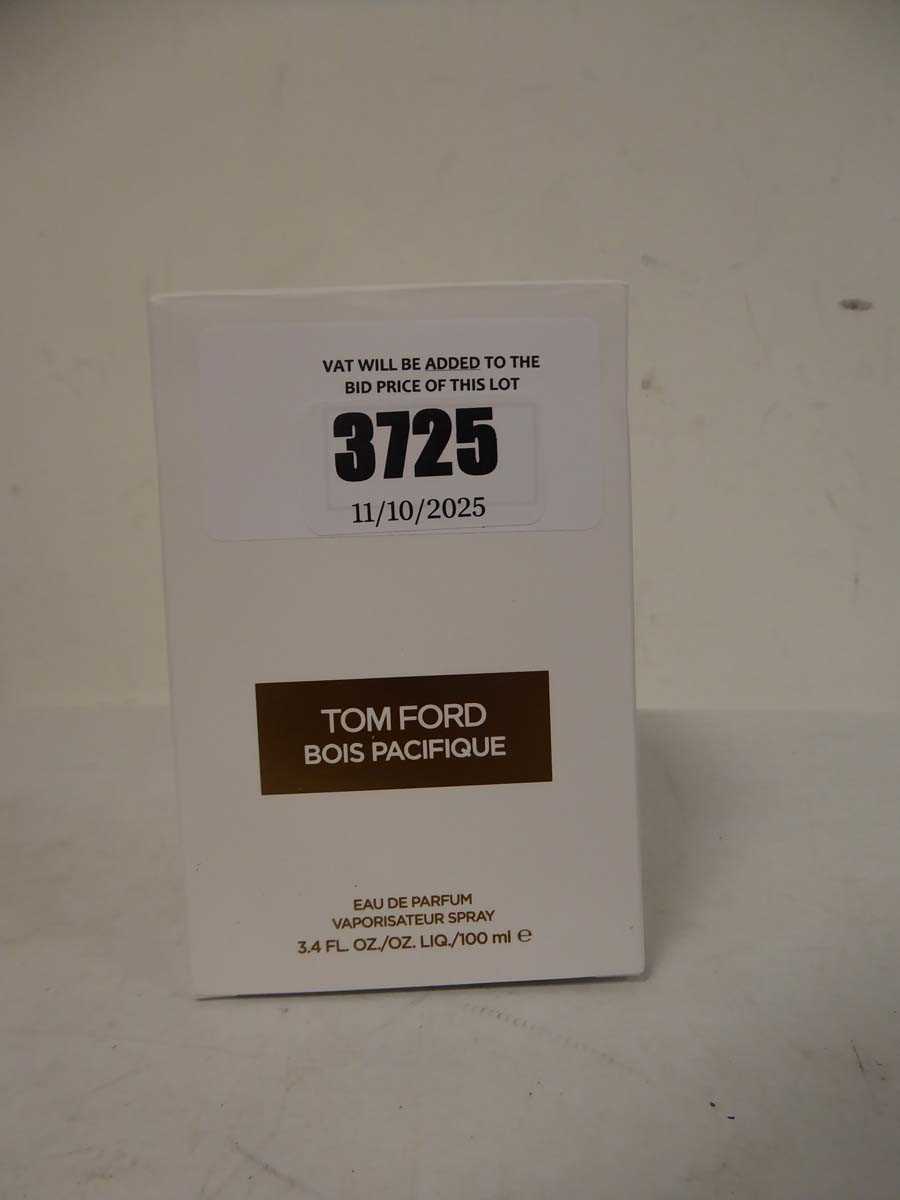 VAT WILL BE ADDED TO THE
BID PRICE OF THIS LOT
3725
11/10/2025
TOM FORD
BOIS PACIFIQUE
EAU DE PARFUM
VAPORISATEUR SPRAY
3.4 FL. OZ./OZ. LIQ./100 ml ℮